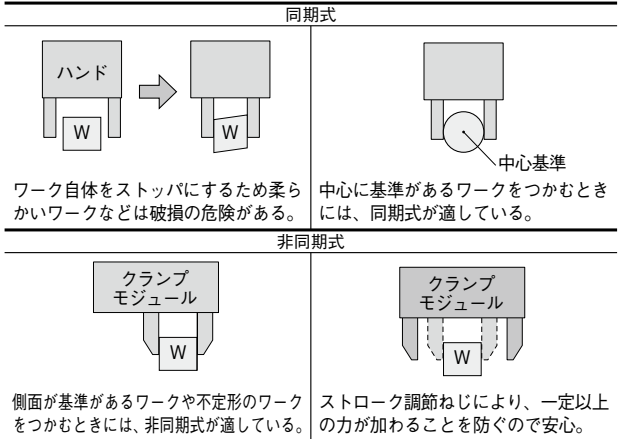 同期式
ハンド
W
W
ワーク自体をストッパにするため柔ら
かいワークなどは破損の危険がある。
中心基準
中心に基準があるワークをつかむとき
には、同期式が適している。
非同期式
クランプ
モジュール
W
側面が基準があるワークや不定形のワーク
をつかむときには、非同期式が適している。
クランプ
モジュール
W
ストローク調節ねじにより、一定以上
の力が加わることを防ぐので安心。